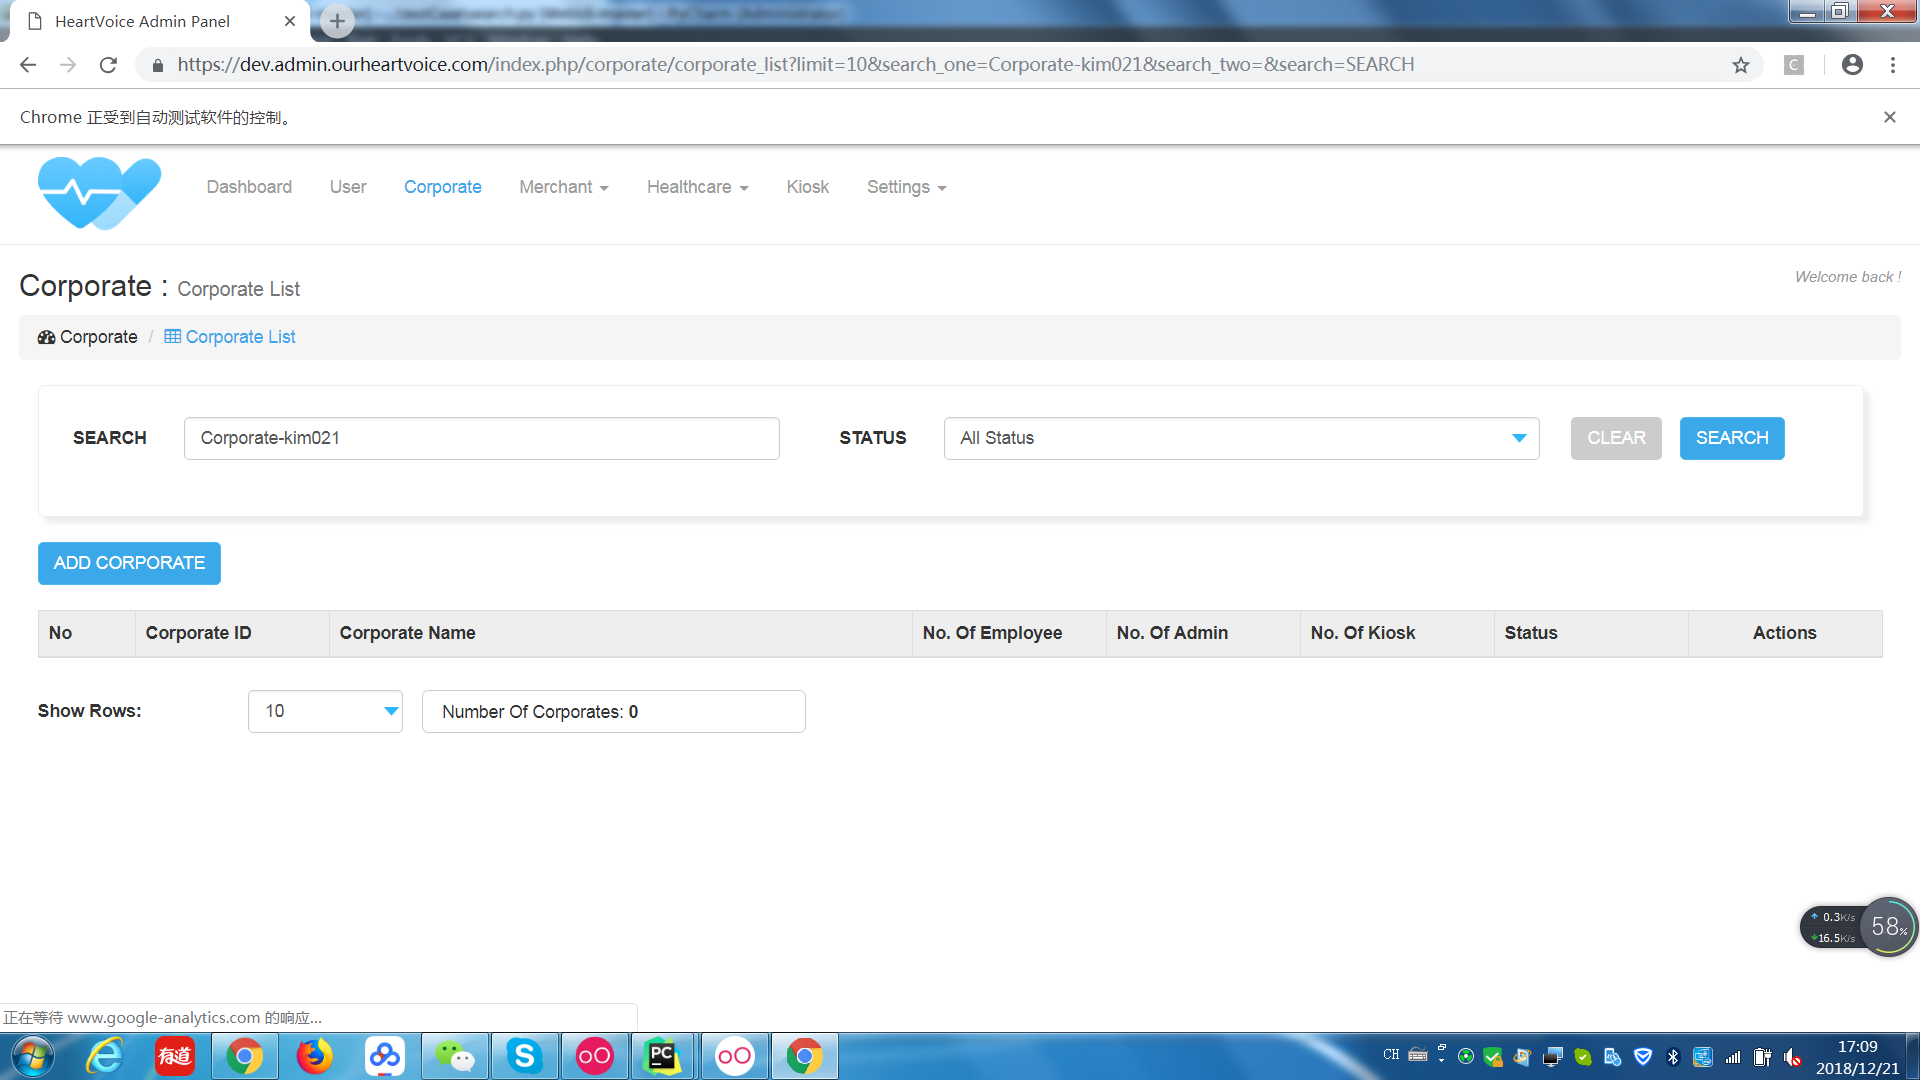 HeartVoice Admin Panel
https://dev.admin.ourheartvoice.com/index.php/corporate/corporate_list?limit=10&search_one=Corporate-kim021&search_two=&search=SEARCH
C
Chrome 正受到自动测试软件的控制。
Dashboard User Corporate Merchant Healthcare Kiosk Settings
Corporate : Corporate List
Welcome back !
Corporate / Corporate List
SEARCH Corporate-kim021 STATUS All Status CLEAR SEARCH
ADD CORPORATE
No Corporate ID Corporate Name No. Of Employee No. Of Admin No. Of Kiosk Status Actions
Show Rows: 10 Number Of Corporates: 0
0.3K/s
16.5K/s
58%
正在等待 www.google-analytics.com 的响应...
有道
PC
CH
17:09
2018/12/21